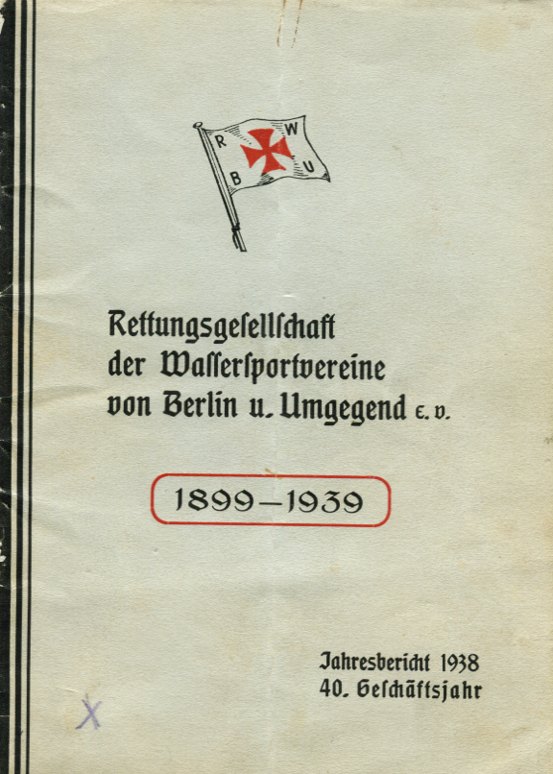 R W
B U
Rettungsgeſellſchaft
der Waſſerſportvereine
von Berlin u. Umgegend E. V.
1899–1939
Jahresbericht 1938
40. Geſchäftsjahr
X